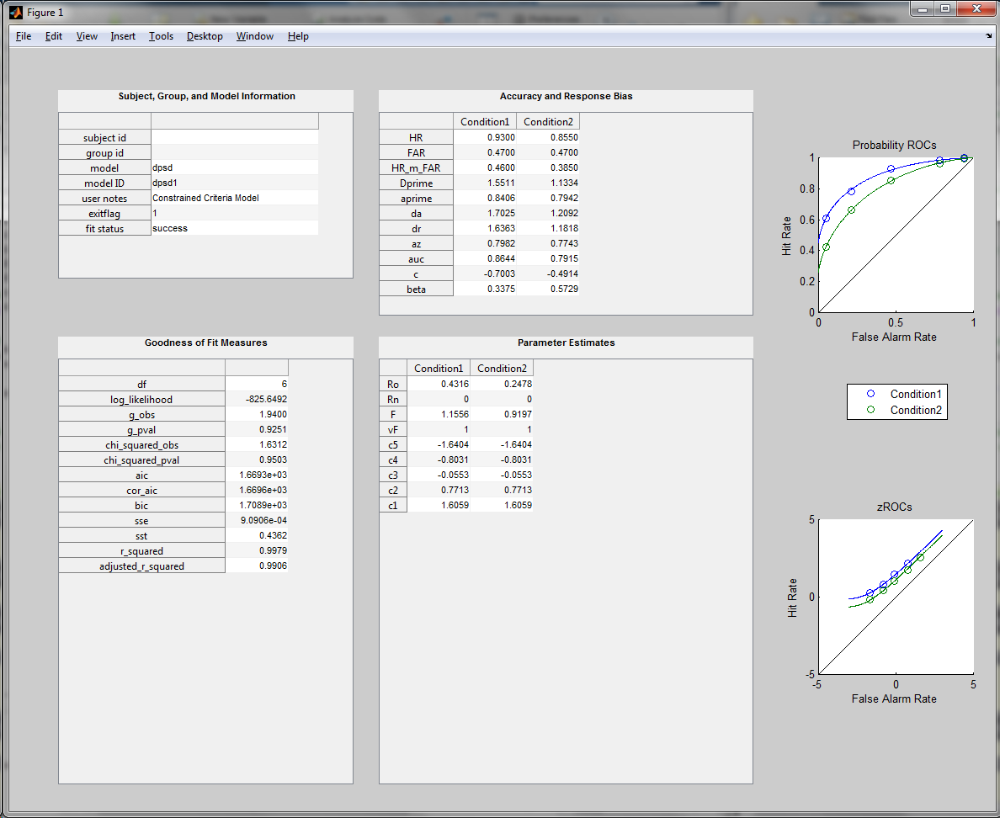 Figure 1
File Edit View Insert Tools Desktop Window Help
Subject, Group, and Model Information
subject id
group id
model dpsd
model ID dpsd1
user notes Constrained Criteria Model
exitflag 1
fit status success
Accuracy and Response Bias
Condition1 Condition2
HR 0.9300 0.8550
FAR 0.4700 0.4700
HR_m_FAR 0.4600 0.3850
Dprime 1.5511 1.1334
aprime 0.8406 0.7942
da 1.7025 1.2092
dr 1.6363 1.1818
az 0.7982 0.7743
auc 0.8644 0.7915
c -0.7003 -0.4914
beta 0.3375 0.5729
Probability ROCs
1
0.8
0.6
0.4
0.2
0
Hit Rate
0 0.5 1
False Alarm Rate
Goodness of Fit Measures
df 6
log_likelihood -825.6492
g_obs 1.9400
g_pval 0.9251
chi_squared_obs 1.6312
chi_squared_pval 0.9503
aic 1.6693e+03
cor_aic 1.6696e+03
bic 1.7089e+03
sse 9.0906e-04
sst 0.4362
r_squared 0.9979
adjusted_r_squared 0.9906
Parameter Estimates
Condition1 Condition2
Ro 0.4316 0.2478
Rn 0 0
F 1.1556 0.9197
vF 1 1
c5 -1.6404 -1.6404
c4 -0.8031 -0.8031
c3 -0.0553 -0.0553
c2 0.7713 0.7713
c1 1.6059 1.6059
Condition1
Condition2
zROCs
5
0
-5
Hit Rate
-5 0 5
False Alarm Rate